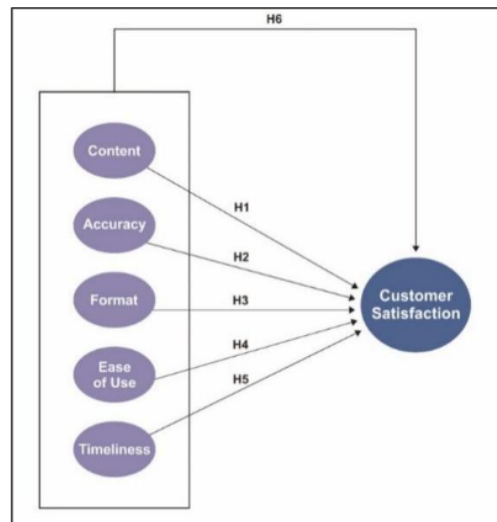 H6
Content
H1
Accuracy
H2
Format
H3
Customer
Satisfaction
Ease
of Use
H4
H5
Timeliness